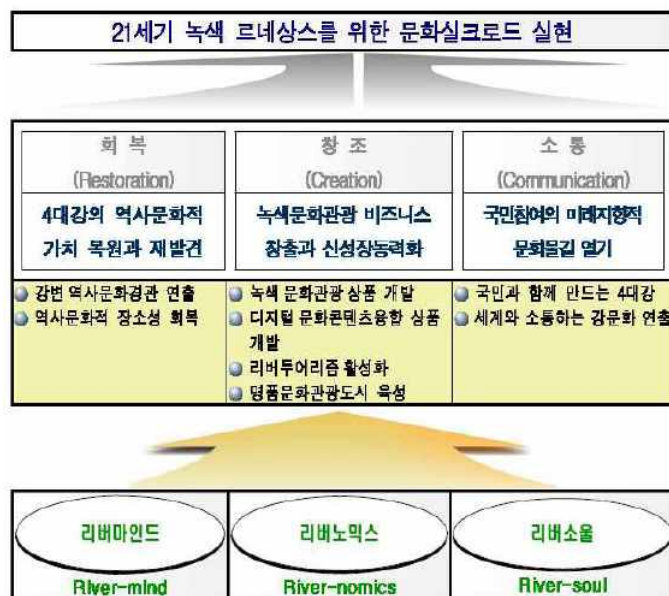 21세기 녹색 르네상스를 위한 문화실크로드 실현
회 복
(Restoration)
4대강의 역사문화적
가치 복원과 재발견
강변 역사문화경관 연출
역사문화적 장소성 회복
창 조
(Creation)
녹색문화관광 비즈니스
창출과 신성장동력화
녹색 문화관광 상품 개발
디지털 문화콘텐츠융합 상품
개발
리버투어리즘 활성화
명품문화관광도시 육성
소 통
(Communication)
국민참여의 미래지향적
문화물길 열기
국민과 함께 만드는 4대강
세계와 소통하는 강문화 연출
리버마인드
River-mind
리버노믹스
River-nomics
리버소울
River-soul